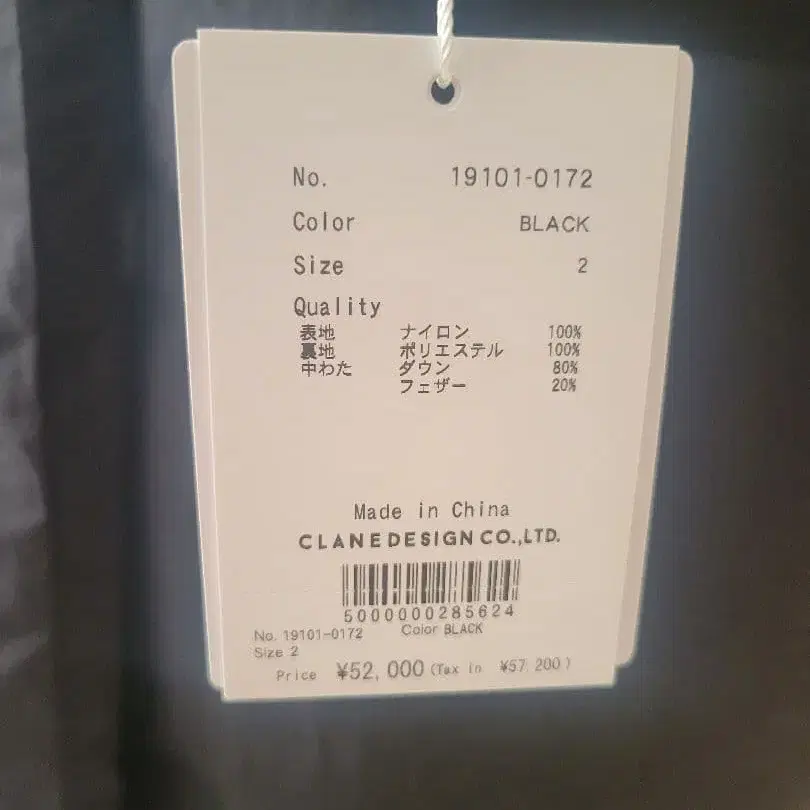 No. 19101-0172
Color BLACK
Size 2
Quality
表地 ナイロン 100%
裏地 ポリエステル 100%
中わた ダウン 80%
フェザー 20%
Made in China
CLANEDESIGN CO.,LTD.
5000000285624
No. 19101-0172 Color BLACK
Size 2
Price ¥52,000 (Tax in ¥57,200)